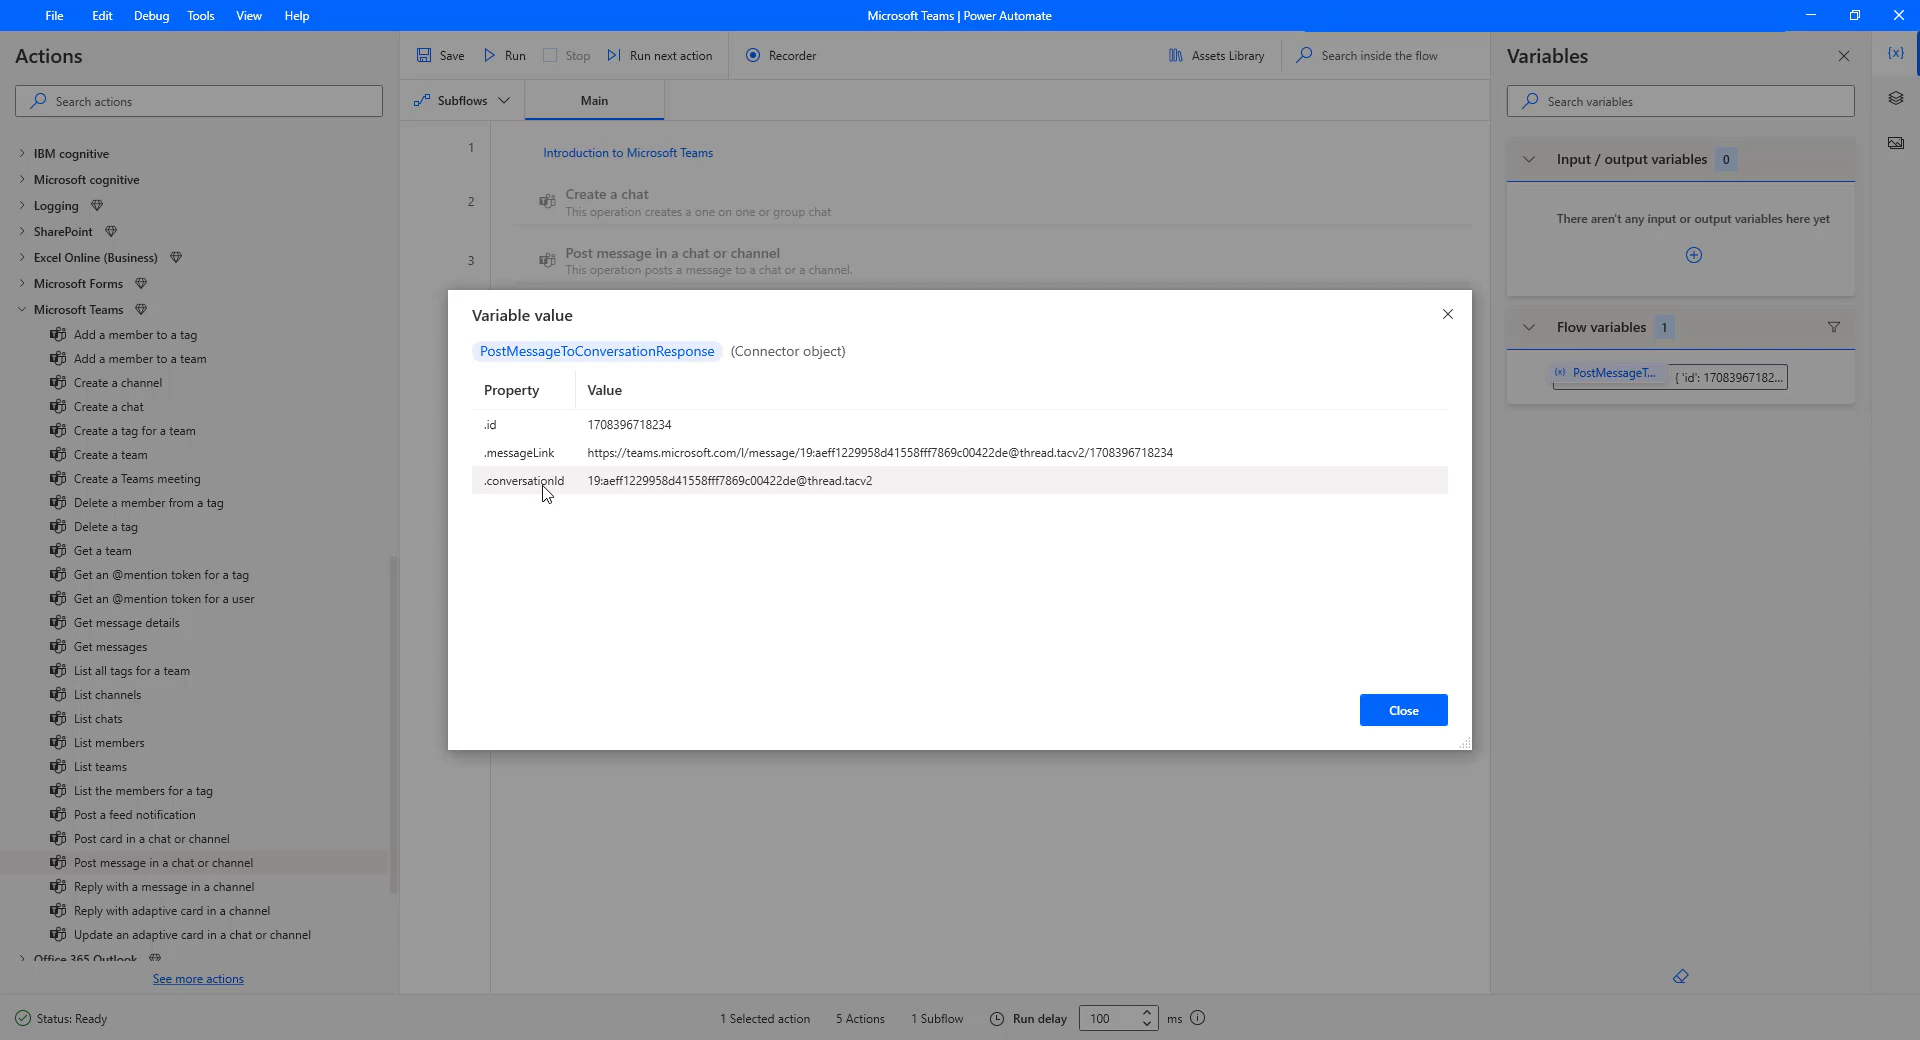 File Edit Debug Tools View Help
Microsoft Teams | Power Automate
Actions
Search actions
IBM cognitive
Microsoft cognitive
Logging
SharePoint
Excel Online (Business)
Microsoft Forms
Microsoft Teams
Add a member to a tag
Add a member to a team
Create a channel
Create a chat
Create a tag for a team
Create a team
Create a Teams meeting
Delete a member from a tag
Delete a tag
Get a team
Get an @mention token for a tag
Get an @mention token for a user
Get message details
Get messages
List all tags for a team
List channels
List chats
List members
List teams
List the members for a tag
Post a feed notification
Post card in a chat or channel
Post message in a chat or channel
Reply with a message in a channel
Reply with adaptive card in a channel
Update an adaptive card in a chat or channel
Office 365 Outlook
See more actions
Save Run Stop Run next action Recorder Assets Library Search inside the flow
Subflows Main
1 Introduction to Microsoft Teams
2 Create a chat
This operation creates a one on one or group chat
3 Post message in a chat or channel
This operation posts a message to a chat or a channel.
Variable value
PostMessageToConversationResponse (Connector object)
Property Value
.id 1708396718234
.messageLink https://teams.microsoft.com/l/message/19:aeff1229958d41558fff7869c00422de@thread.tacv2/1708396718234
.conversationId 19:aeff1229958d41558fff7869c00422de@thread.tacv2
Close
Variables
{x}
Search variables
Input / output variables 0
There aren't any input or output variables here yet
Flow variables 1
(x) PostMessageT... { 'id': 17083967182...
Status: Ready 1 Selected action 5 Actions 1 Subflow Run delay 100 ms